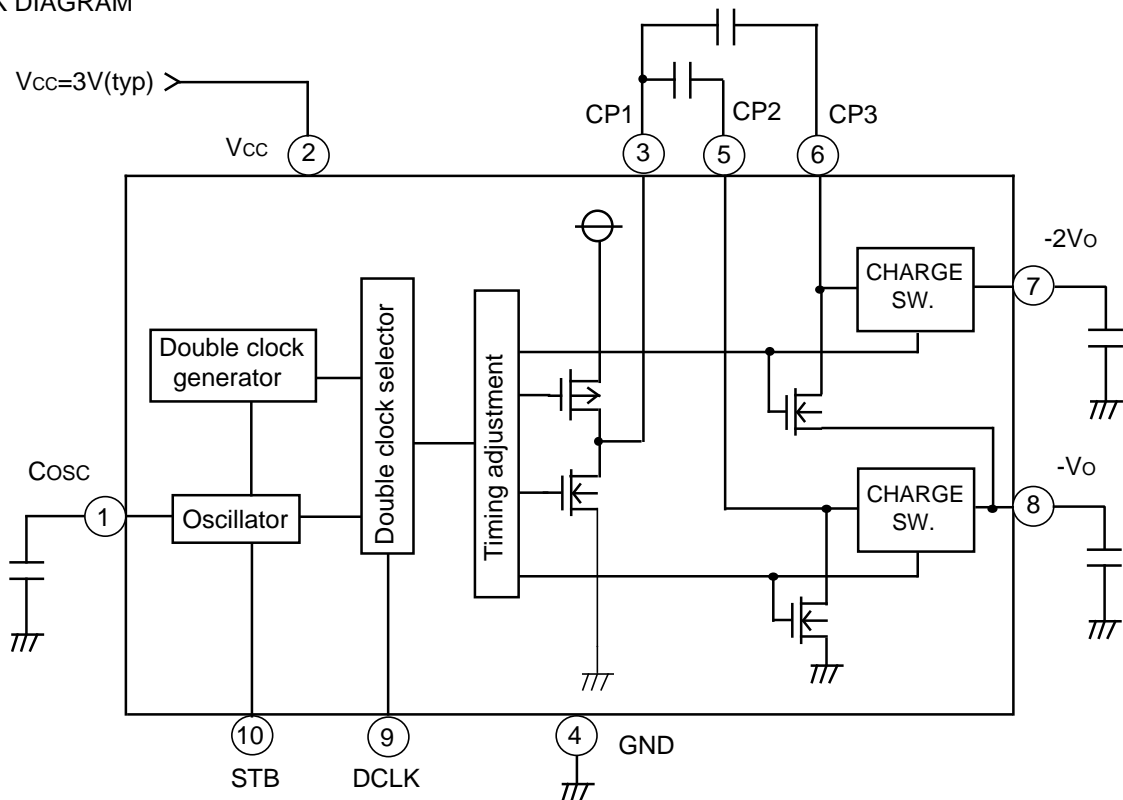 K DIAGRAM
VCC=3V(typ)
CP1
CP2
CP3
VCC
2
3
5
6
-2VO
CHARGE
SW.
7
Double clock
generator
Double clock selector
Timing adjustment
COSC
1
Oscillator
CHARGE
SW.
-VO
8
10
9
4
GND
STB
DCLK